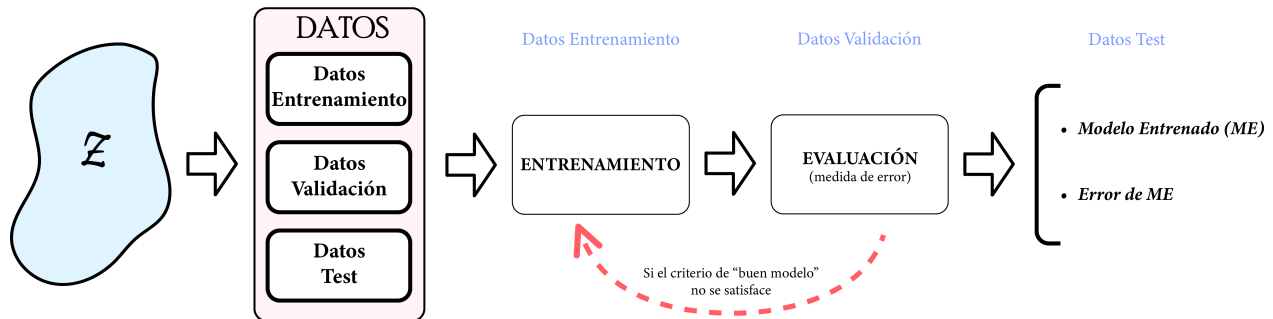 Z
DATOS
Datos
Entrenamiento
Datos
Validación
Datos
Test
Datos Entrenamiento
ENTRENAMIENTO
Datos Validación
EVALUACIÓN
(medida de error)
Si el criterio de “buen modelo”
no se satisface
Datos Test
• Modelo Entrenado (ME)
• Error de ME